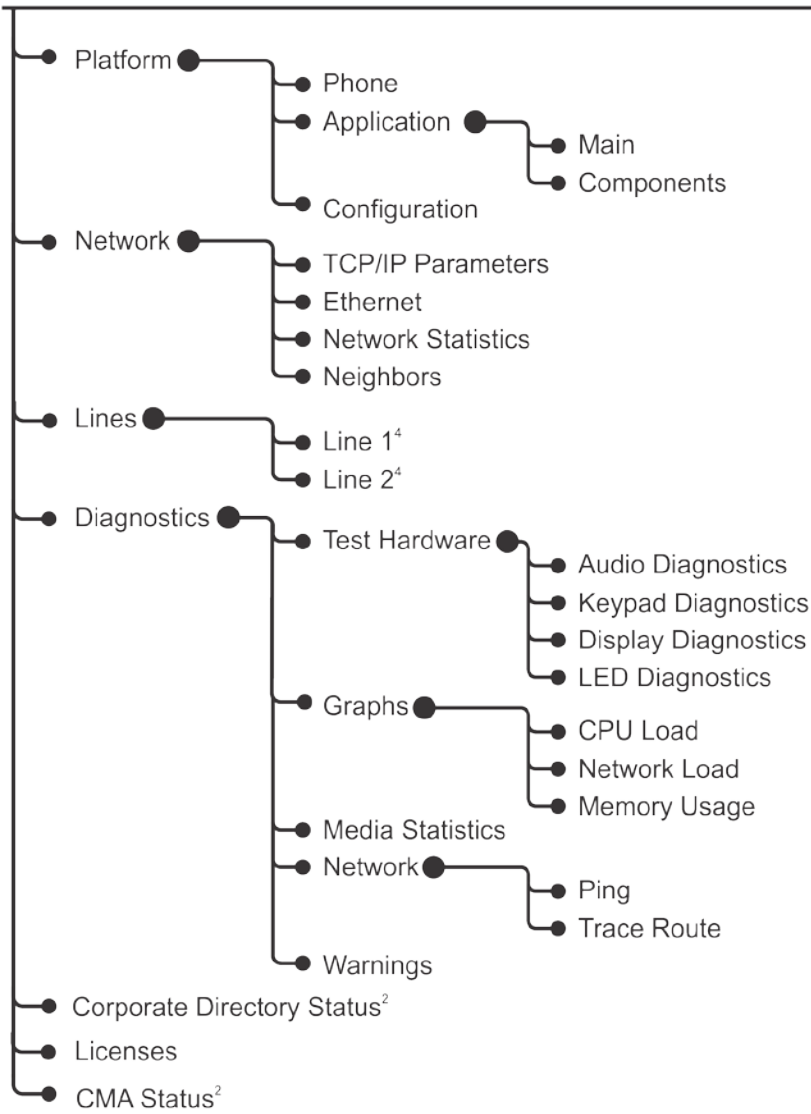 Platform
Phone
Application
Main
Components
Configuration
Network
TCP/IP Parameters
Ethernet
Network Statistics
Neighbors
Lines
Line 1⁴
Line 2⁴
Diagnostics
Test Hardware
Audio Diagnostics
Keypad Diagnostics
Display Diagnostics
LED Diagnostics
Graphs
CPU Load
Network Load
Memory Usage
Media Statistics
Network
Ping
Trace Route
Warnings
Corporate Directory Status²
Licenses
CMA Status²